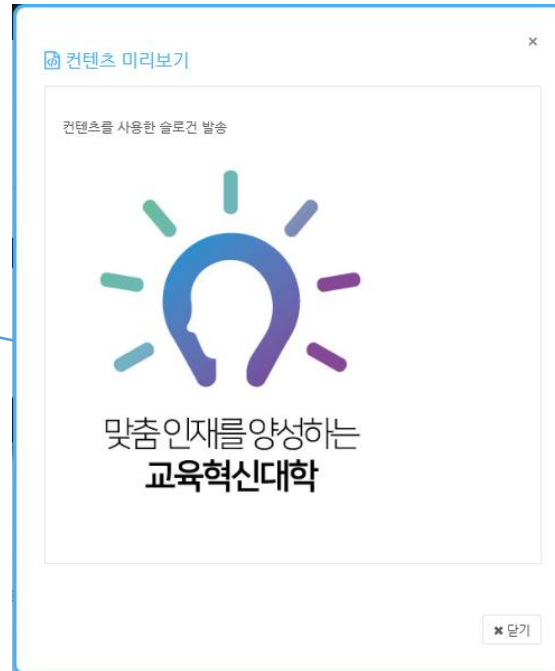 ×
컨텐츠 미리보기
컨텐츠를 사용한 슬로건 발송
맞춤인재를양성하는
교육혁신대학
✖ 닫기